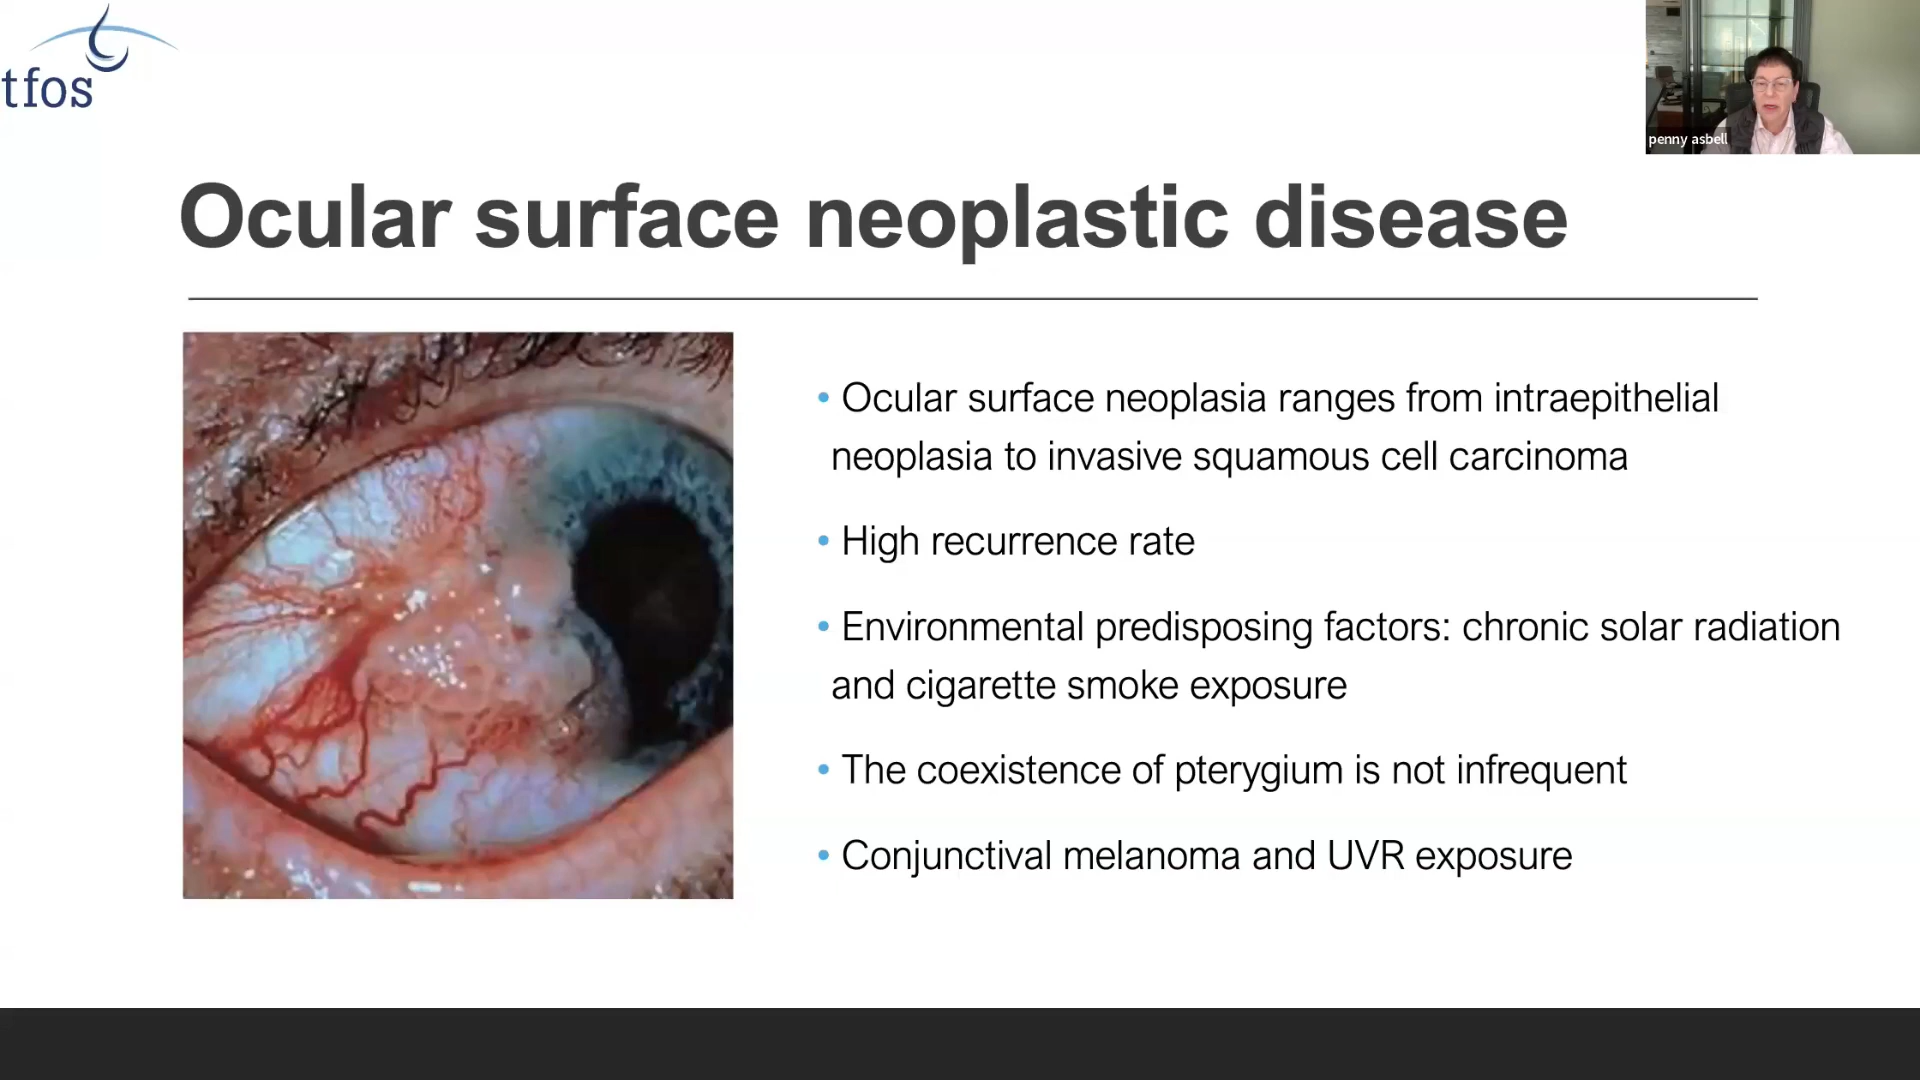 tfos
penny asbell
Ocular surface neoplastic disease
• Ocular surface neoplasia ranges from intraepithelial
neoplasia to invasive squamous cell carcinoma
• High recurrence rate
• Environmental predisposing factors: chronic solar radiation
and cigarette smoke exposure
• The coexistence of pterygium is not infrequent
• Conjunctival melanoma and UVR exposure